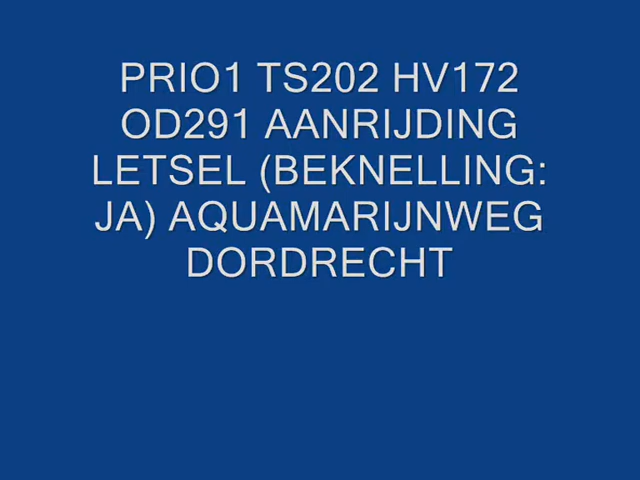 PRIO1 TS202 HV172
OD291 AANRIJDING
LETSEL (BEKNELLING:
JA) AQUAMARIJNWEG
DORDRECHT